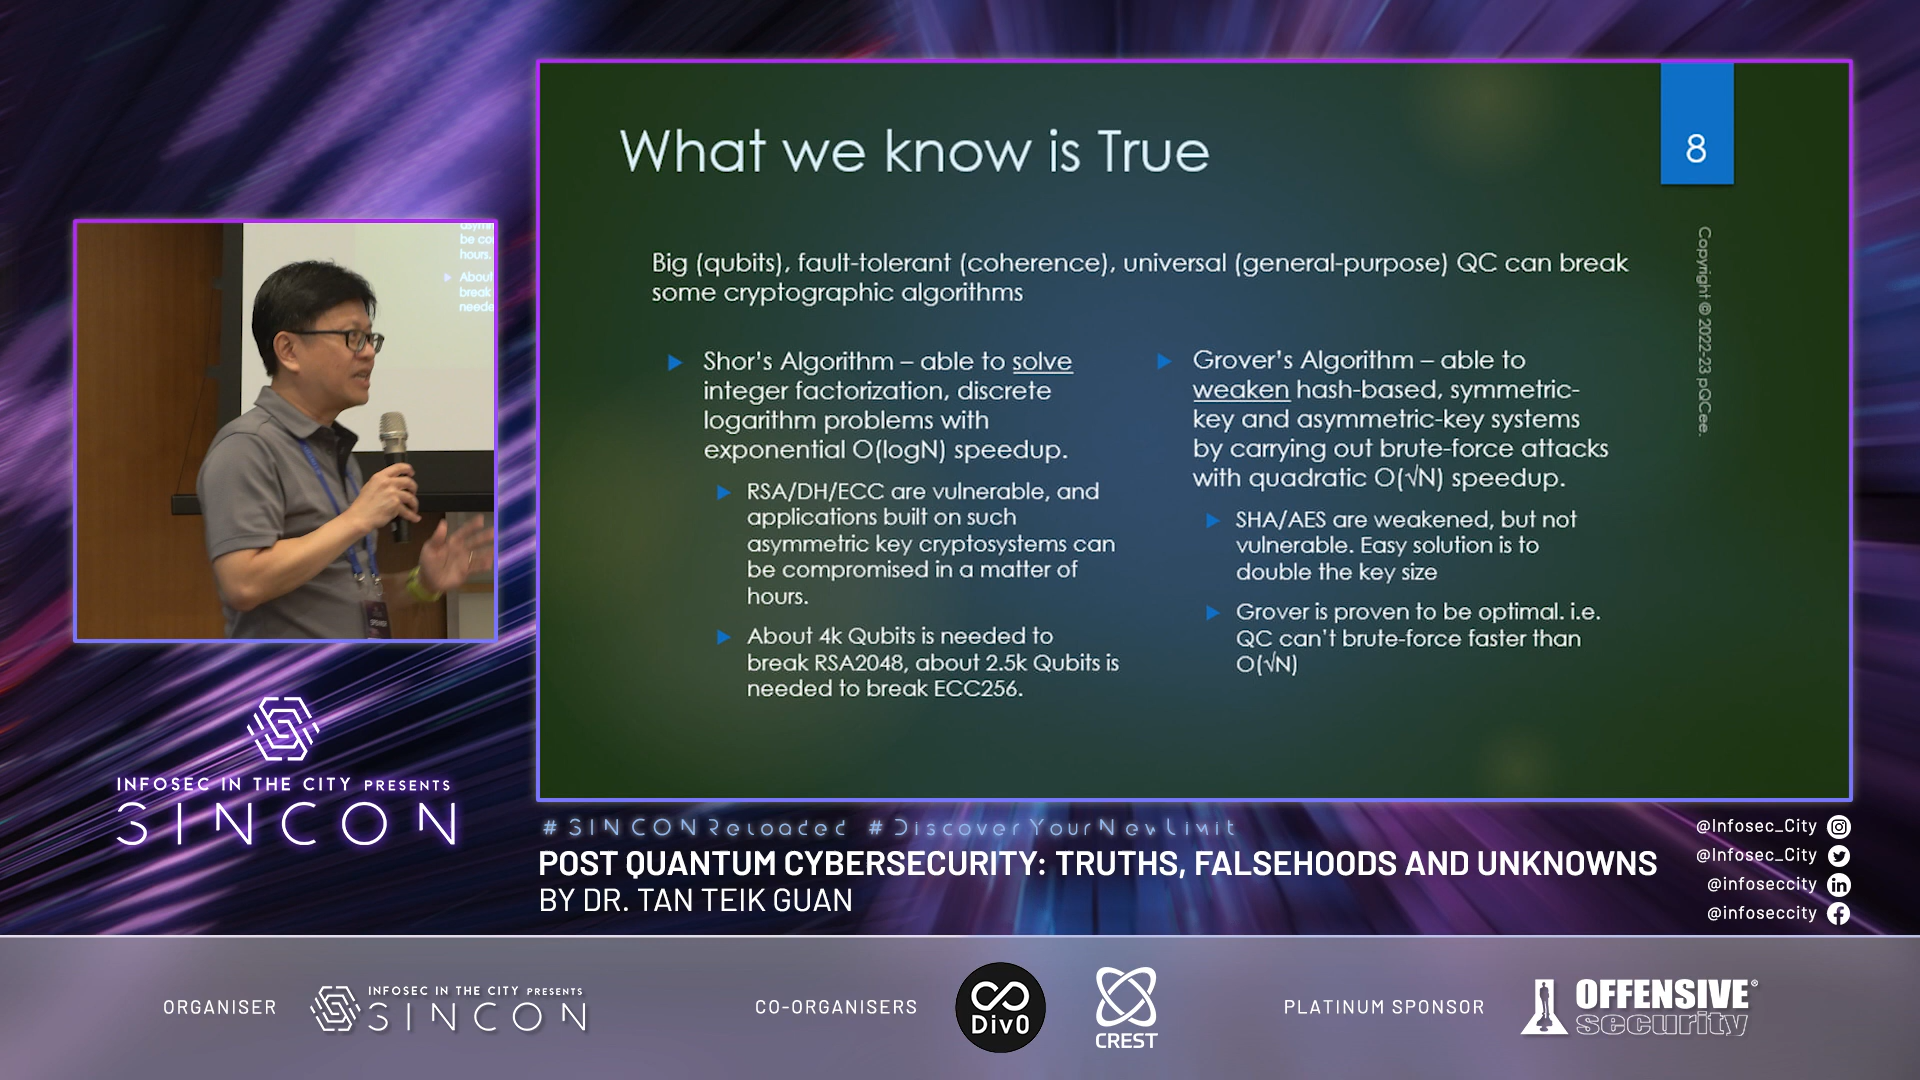 What we know is True
8
Big (qubits), fault-tolerant (coherence), universal (general-purpose) QC can break
some cryptographic algorithms
Shor's Algorithm – able to solve
integer factorization, discrete
logarithm problems with
exponential O(logN) speedup.
RSA/DH/ECC are vulnerable, and
applications built on such
asymmetric key cryptosystems can
be compromised in a matter of
hours.
About 4k Qubits is needed to
break RSA2048, about 2.5k Qubits is
needed to break ECC256.
Grover's Algorithm – able to
weaken hash-based, symmetric-
key and asymmetric-key systems
by carrying out brute-force attacks
with quadratic O(√N) speedup.
SHA/AES are weakened, but not
vulnerable. Easy solution is to
double the key size
Grover is proven to be optimal. i.e.
QC can't brute-force faster than
O(√N)
Copyright © 2022-23 pQCee.
be co
hours.
About
break
neede
SPEAKER
INFOSEC IN THE CITY PRESENTS
SINCON
#SINCONReloaded #DiscoverYourNewLimit
POST QUANTUM CYBERSECURITY: TRUTHS, FALSEHOODS AND UNKNOWNS
BY DR. TAN TEIK GUAN
@Infosec_City
@Infosec_City
@infoseccity
@infoseccity
ORGANISER
INFOSEC IN THE CITY PRESENTS
SINCON
CO-ORGANISERS
Div0
CREST
PLATINUM SPONSOR
OFFENSIVE®
security